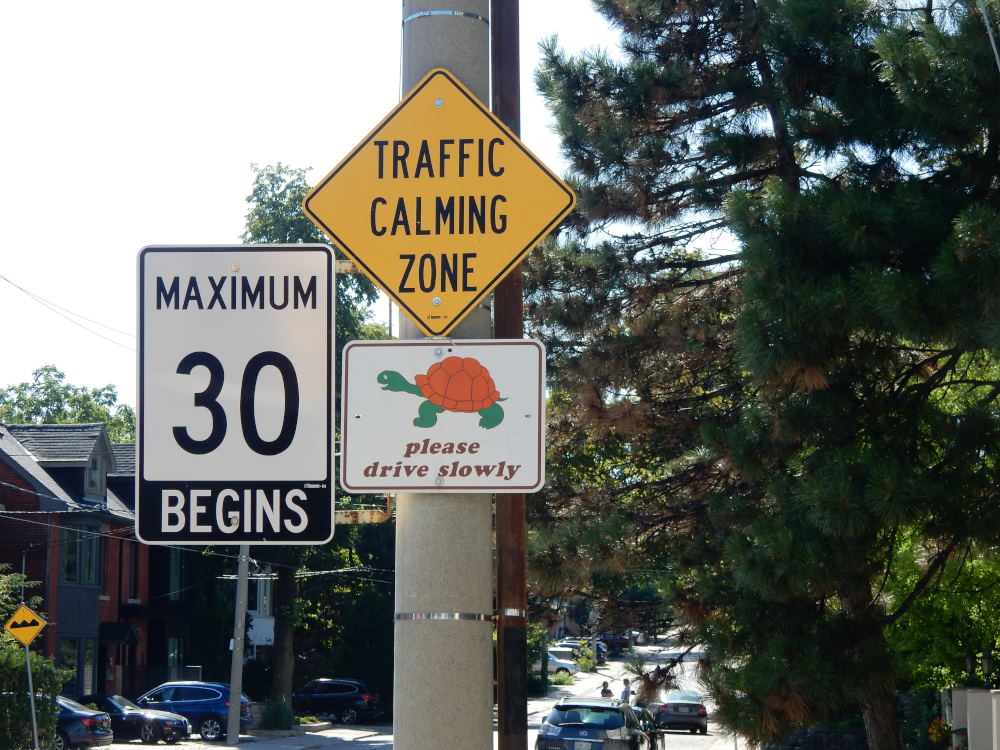 TRAFFIC
CALMING
ZONE
MAXIMUM
30
BEGINS
please
drive slowly